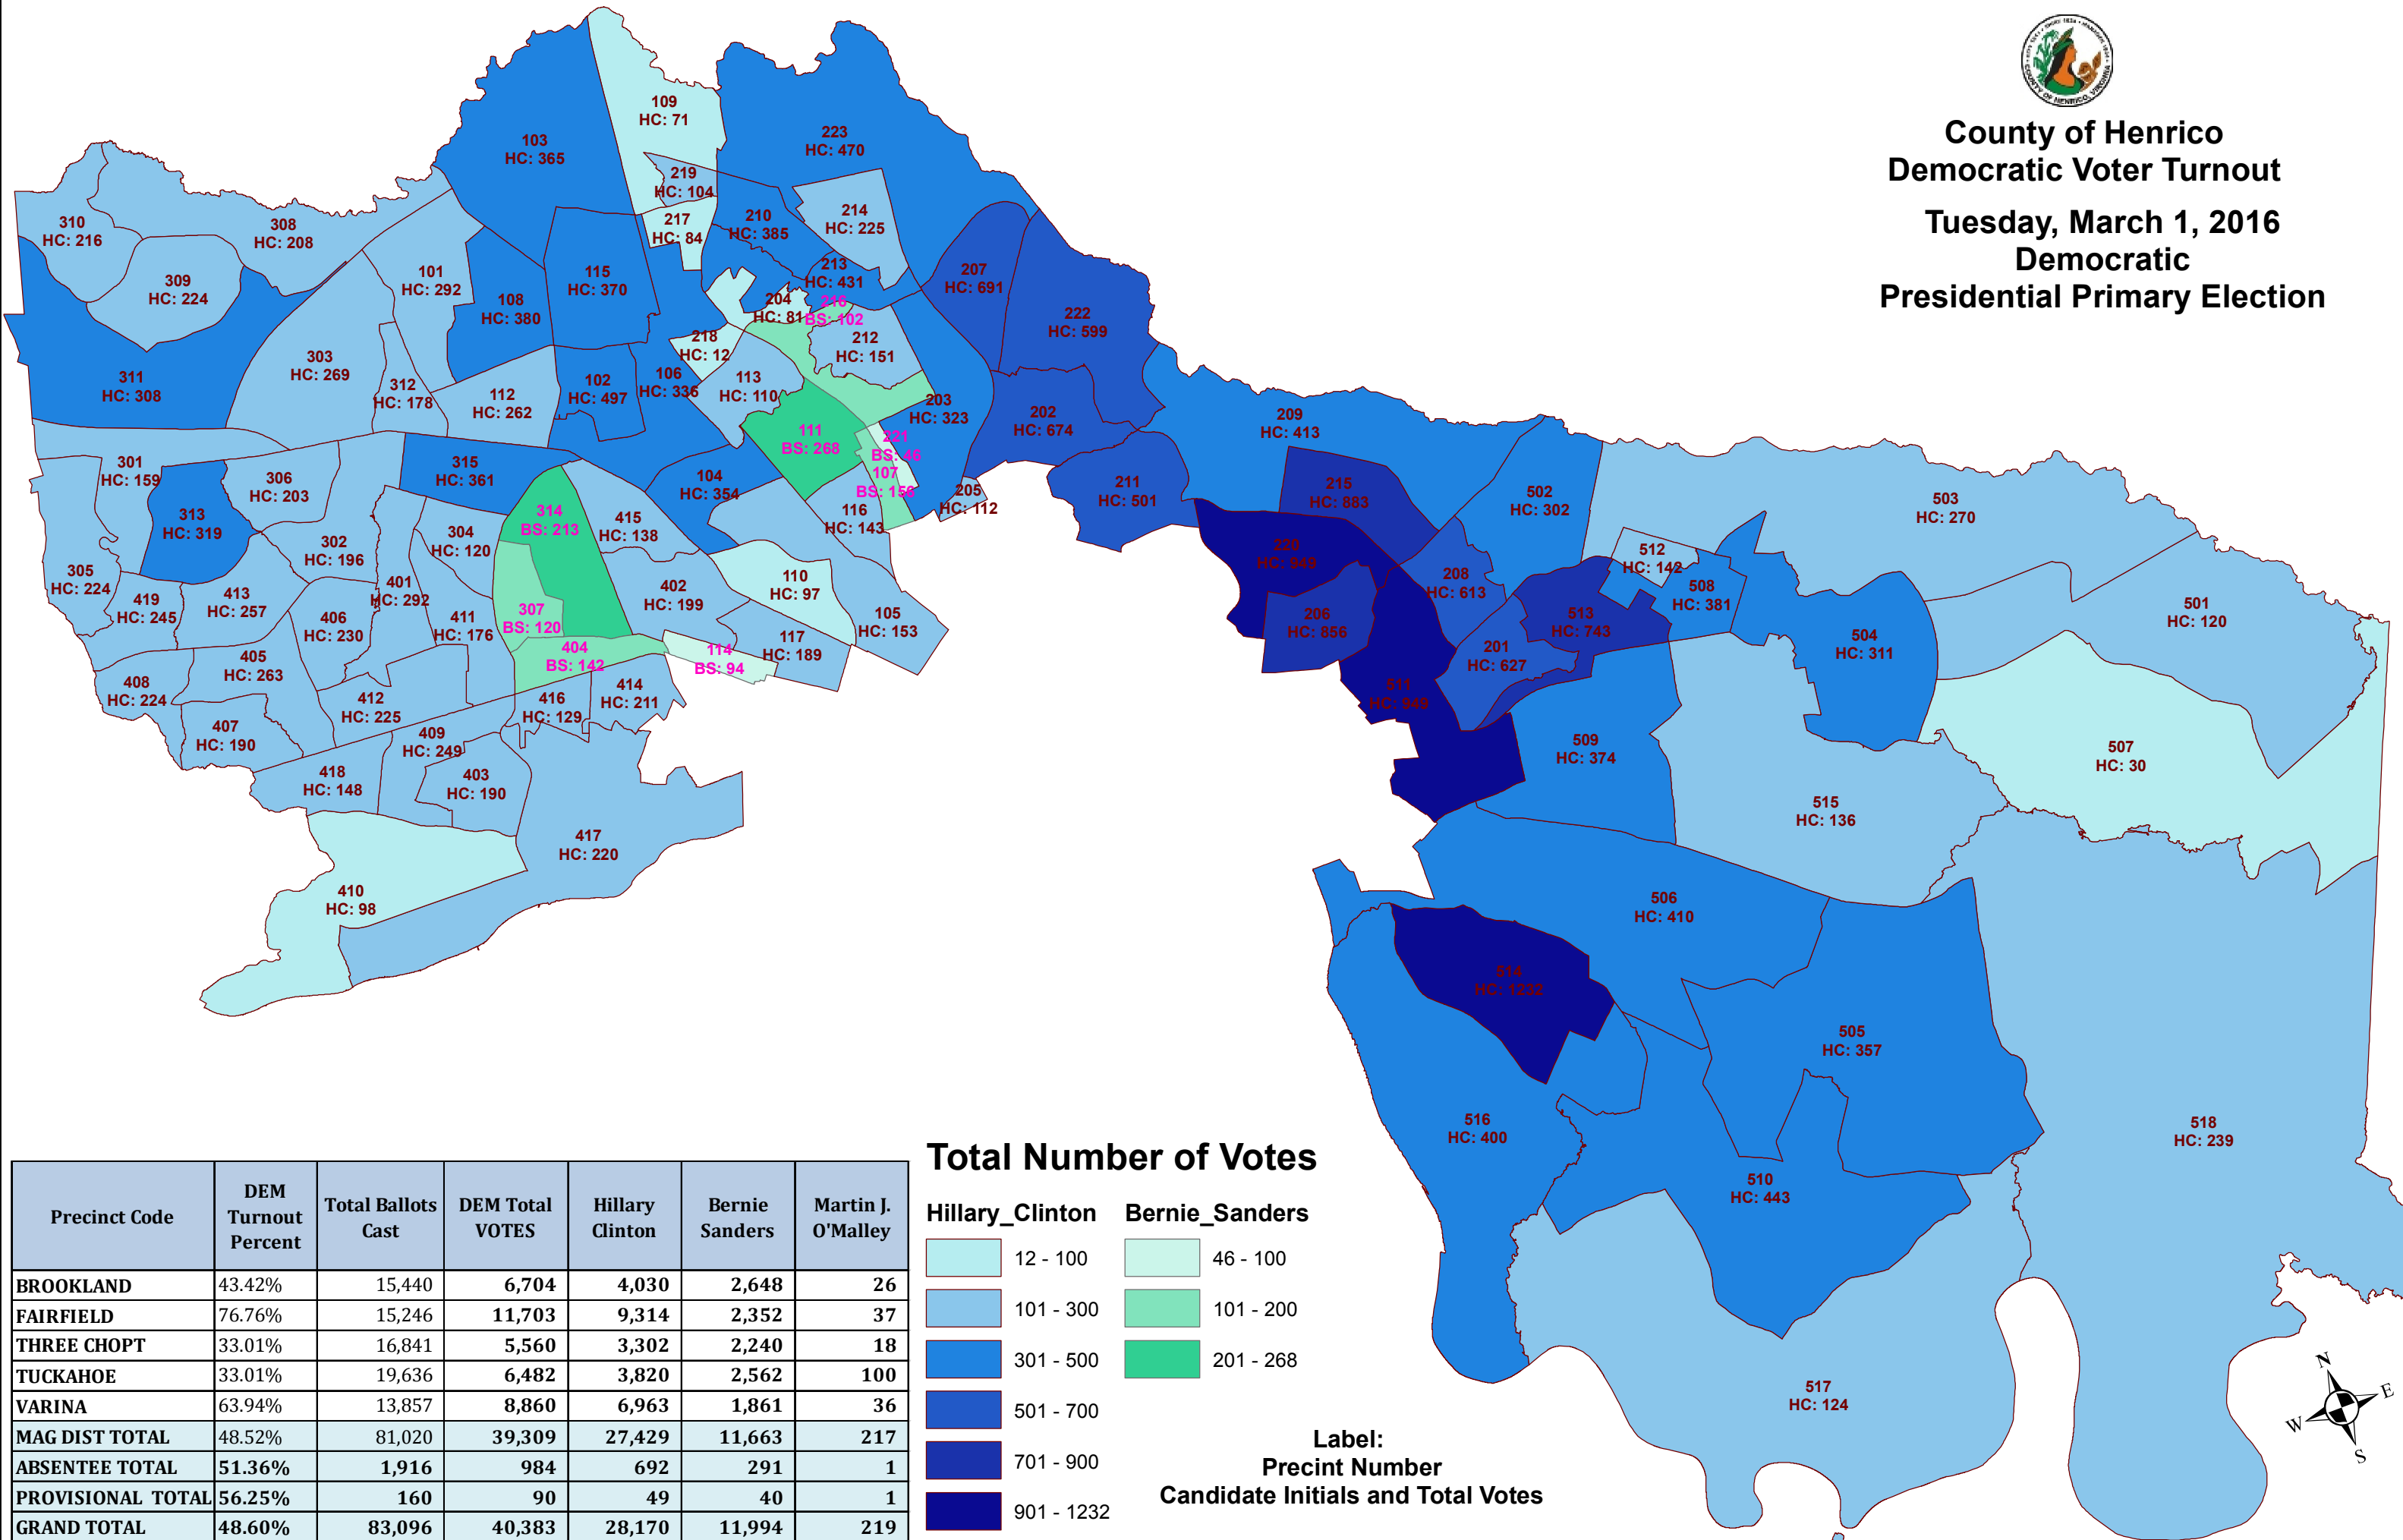 County of Henrico
Democratic Voter Turnout
Tuesday, March 1, 2016
Democratic
Presidential Primary Election
109
HC: 71
103
HC: 365
223
HC: 470
219
HC: 104
217
HC: 84
210
HC: 385
214
HC: 225
310
HC: 216
308
HC: 208
309
HC: 224
101
HC: 292
108
HC: 380
115
HC: 370
213
HC: 431
207
HC: 691
204
HC: 81
216
BS: 102
222
HC: 599
311
HC: 308
303
HC: 269
312
HC: 178
112
HC: 262
102
HC: 497
106
HC: 336
218
HC: 12
113
HC: 110
212
HC: 151
203
HC: 323
202
HC: 674
209
HC: 413
111
BS: 268
221
BS: 46
107
BS: 156
301
HC: 159
306
HC: 203
315
HC: 361
104
HC: 354
116
HC: 143
205
HC: 112
211
HC: 501
215
HC: 883
502
HC: 302
503
HC: 270
313
HC: 319
314
BS: 213
415
HC: 138
304
HC: 120
302
HC: 196
220
HC: 949
512
HC: 142
305
HC: 224
419
HC: 245
413
HC: 257
401
HC: 292
402
HC: 199
110
HC: 97
105
HC: 153
208
HC: 613
508
HC: 381
501
HC: 120
406
HC: 230
411
HC: 176
307
BS: 120
117
HC: 189
206
HC: 856
513
HC: 743
504
HC: 311
404
BS: 142
114
BS: 94
201
HC: 627
405
HC: 263
408
HC: 224
412
HC: 225
416
HC: 129
414
HC: 211
511
HC: 949
407
HC: 190
409
HC: 249
509
HC: 374
507
HC: 30
418
HC: 148
403
HC: 190
515
HC: 136
417
HC: 220
410
HC: 98
506
HC: 410
514
HC: 1232
505
HC: 357
516
HC: 400
518
HC: 239
510
HC: 443
517
HC: 124
Precinct Code DEM Turnout Percent Total Ballots Cast DEM Total VOTES Hillary Clinton Bernie Sanders Martin J. O'Malley
BROOKLAND 43.42% 15,440 6,704 4,030 2,648 26
FAIRFIELD 76.76% 15,246 11,703 9,314 2,352 37
THREE CHOPT 33.01% 16,841 5,560 3,302 2,240 18
TUCKAHOE 33.01% 19,636 6,482 3,820 2,562 100
VARINA 63.94% 13,857 8,860 6,963 1,861 36
MAG DIST TOTAL 48.52% 81,020 39,309 27,429 11,663 217
ABSENTEE TOTAL 51.36% 1,916 984 692 291 1
PROVISIONAL TOTAL 56.25% 160 90 49 40 1
GRAND TOTAL 48.60% 83,096 40,383 28,170 11,994 219
Total Number of Votes
Hillary_Clinton Bernie_Sanders
12 - 100 46 - 100
101 - 300 101 - 200
301 - 500 201 - 268
501 - 700
701 - 900
901 - 1232
Label:
Precint Number
Candidate Initials and Total Votes
N
E
W
S